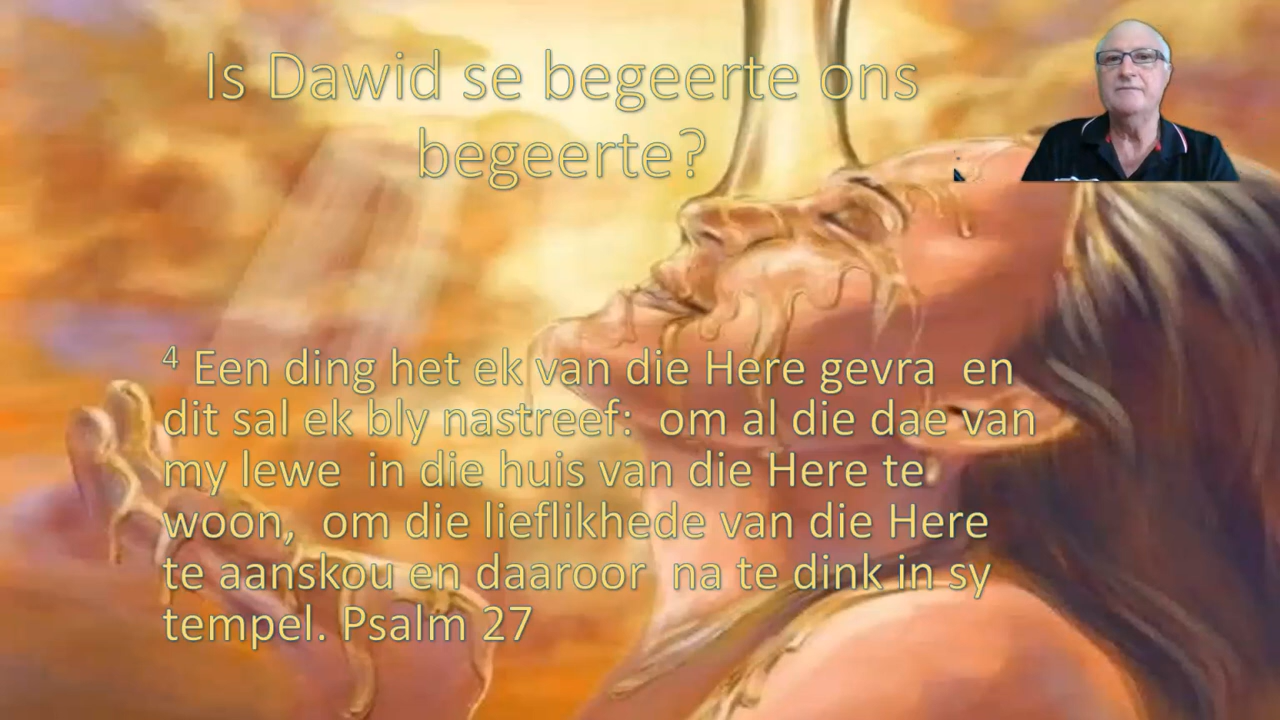 Is Dawid se begeerte ons
begeerte?
4 Een ding het ek van die Here gevra en
dit sal ek bly nastreef: om al die dae van
my lewe in die huis van die Here te
woon, om die lieflikhede van die Here
te aanskou en daaroor na te dink in sy
tempel. Psalm 27